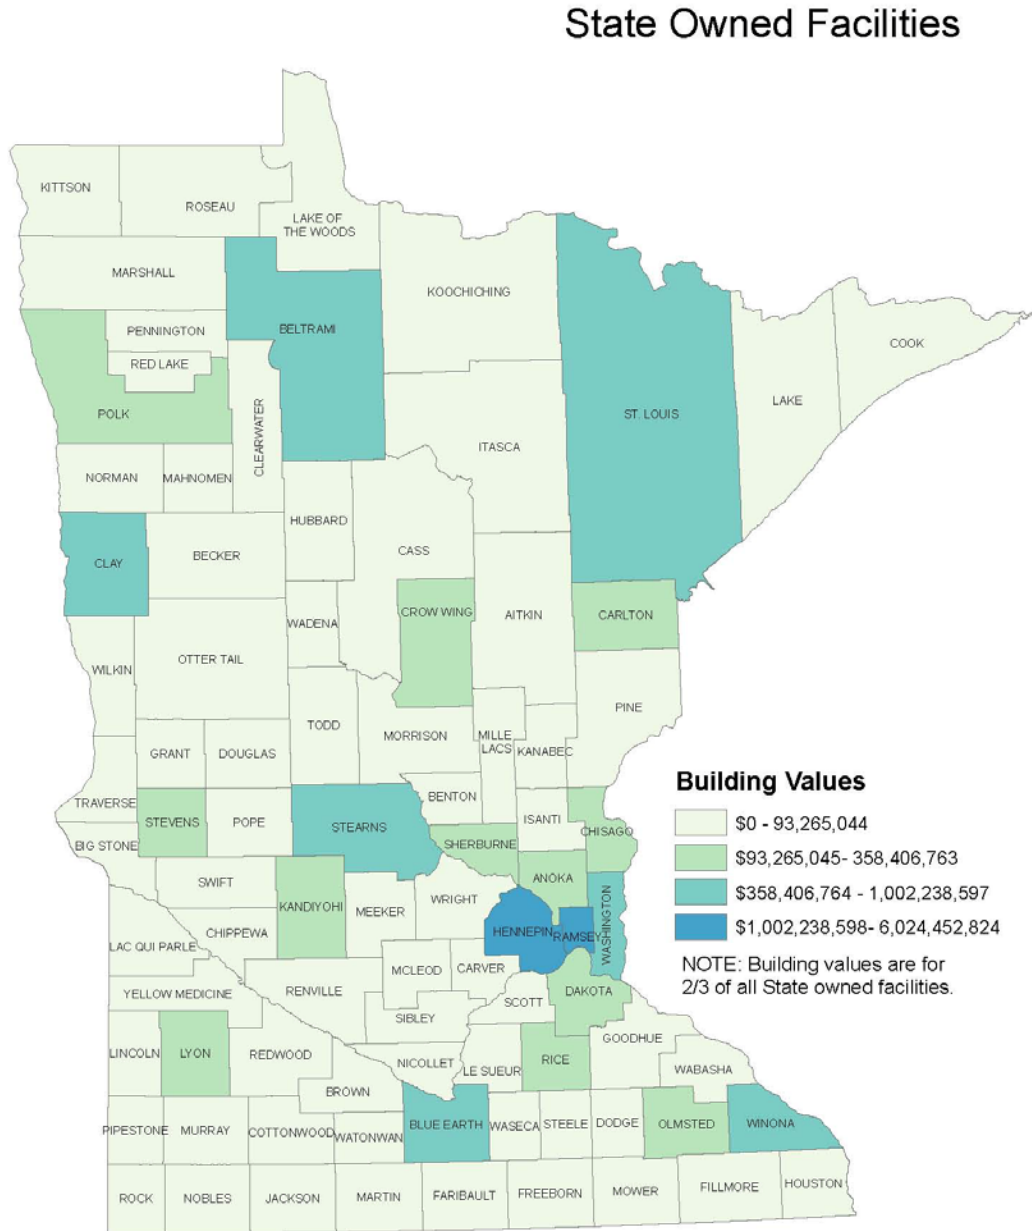 State Owned Facilities
KITTSON
ROSEAU
LAKE OF
THE WOODS
MARSHALL
KOOCHICHING
PENNINGTON
BELTRAMI
COOK
RED LAKE
POLK
CLEARWATER
LAKE
ST. LOUIS
ITASCA
NORMAN
MAHNOMEN
HUBBARD
CASS
BECKER
CLAY
CROW WING
AITKIN
CARLTON
WADENA
OTTER TAIL
WILKIN
PINE
TODD
MORRISON
MILLE
LACS
KANABEC
GRANT
DOUGLAS
BENTON
TRAVERSE
STEVENS
POPE
STEARNS
ISANTI
CHISAGO
BIG STONE
SHERBURNE
ANOKA
SWIFT
KANDIYOHI
MEEKER
WRIGHT
HENNEPIN
RAMSEY
WASHINGTON
CHIPPEWA
LAC QUI PARLE
MCLEOD
CARVER
YELLOW MEDICINE
RENVILLE
SCOTT
DAKOTA
SIBLEY
GOODHUE
LINCOLN
LYON
REDWOOD
NICOLLET
LE SUEUR
RICE
WABASHA
BROWN
PIPESTONE
MURRAY
COTTONWOOD
WATONWAN
BLUE EARTH
WASECA
STEELE
DODGE
OLMSTED
WINONA
ROCK
NOBLES
JACKSON
MARTIN
FARIBAULT
FREEBORN
MOWER
FILLMORE
HOUSTON
Building Values
$0 - 93,265,044
$93,265,045- 358,406,763
$358,406,764 - 1,002,238,597
$1,002,238,598- 6,024,452,824
NOTE: Building values are for
2/3 of all State owned facilities.